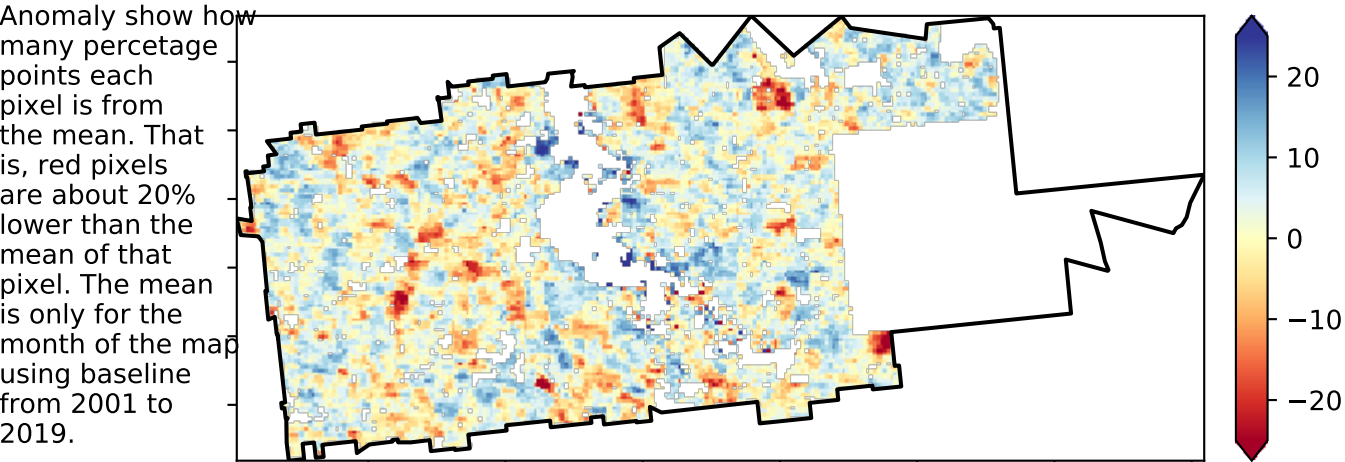 Anomaly show how
many percetage
points each
pixel is from
the mean. That
is, red pixels
are about 20%
lower than the
mean of that
pixel. The mean
is only for the
month of the map
using baseline
from 2001 to
2019.
20
10
0
−10
−20